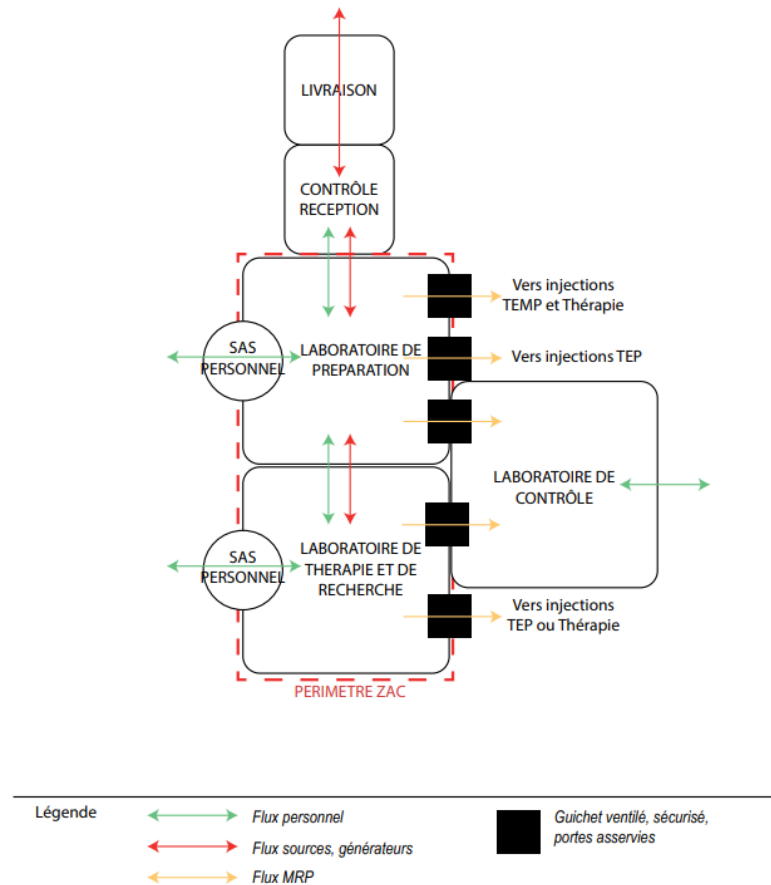 LIVRAISON
CONTRÔLE
RECEPTION
Vers injections
TEMP et Thérapie
SAS
PERSONNEL
LABORATOIRE DE
PREPARATION
Vers injections TEP
LABORATOIRE DE
CONTRÔLE
SAS
PERSONNEL
LABORATOIRE DE
THERAPIE ET DE
RECHERCHE
Vers injections
TEP ou Thérapie
PERIMETRE ZAC
Légende
Flux personnel
Flux sources, générateurs
Flux MRP
Guichet ventilé, sécurisé,
portes asservies